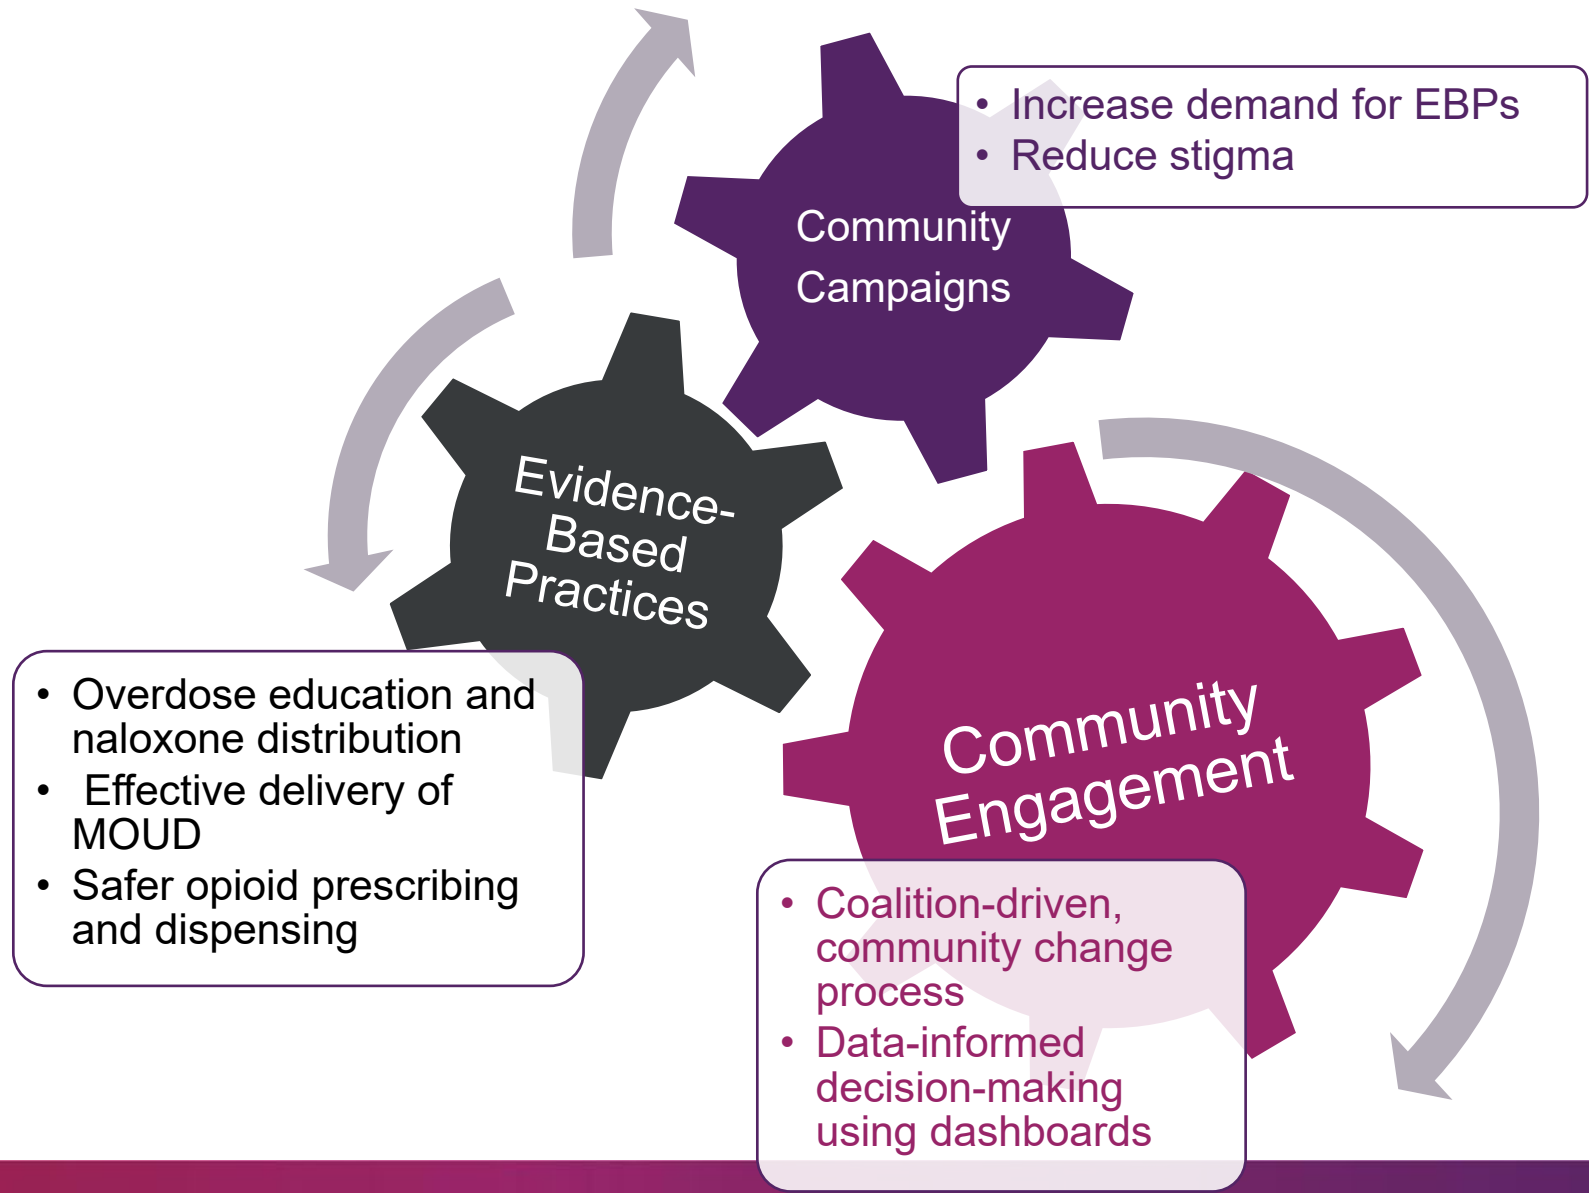 • Increase demand for EBPs
• Reduce stigma
Community
Campaigns
Evidence-
Based
Practices
• Overdose education and
naloxone distribution
• Effective delivery of
MOUD
• Safer opioid prescribing
and dispensing
Community
Engagement
• Coalition-driven,
community change
process
• Data-informed
decision-making
using dashboards